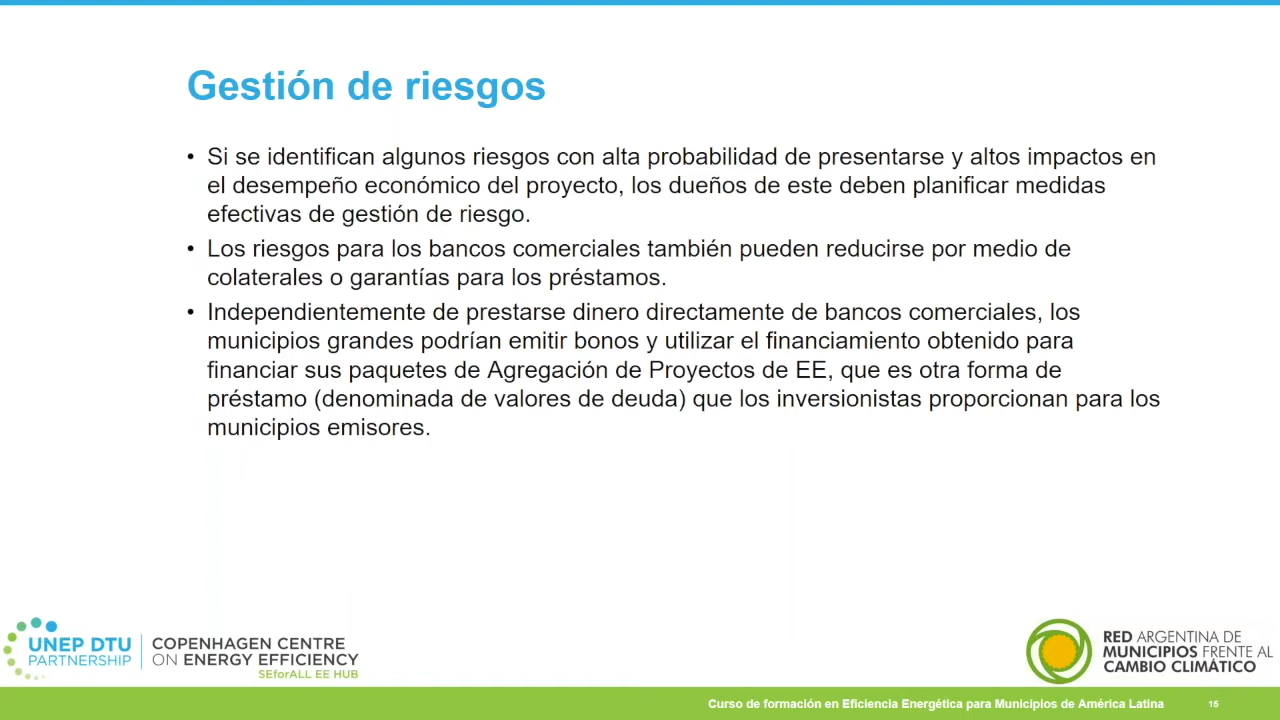 Gestión de riesgos
• Si se identifican algunos riesgos con alta probabilidad de presentarse y altos impactos en
el desempeño económico del proyecto, los dueños de este deben planificar medidas
efectivas de gestión de riesgo.
• Los riesgos para los bancos comerciales también pueden reducirse por medio de
colaterales o garantías para los préstamos.
• Independientemente de prestarse dinero directamente de bancos comerciales, los
municipios grandes podrían emitir bonos y utilizar el financiamiento obtenido para
financiar sus paquetes de Agregación de Proyectos de EE, que es otra forma de
préstamo (denominada de valores de deuda) que los inversionistas proporcionan para los
municipios emisores.
UNEP DTU
PARTNERSHIP
COPENHAGEN CENTRE
ON ENERGY EFFICIENCY
SEforALL EE HUB
RED ARGENTINA DE
MUNICIPIOS FRENTE AL
CAMBIO CLIMÁTICO
Curso de formación en Eficiencia Energética para Municipios de América Latina
15